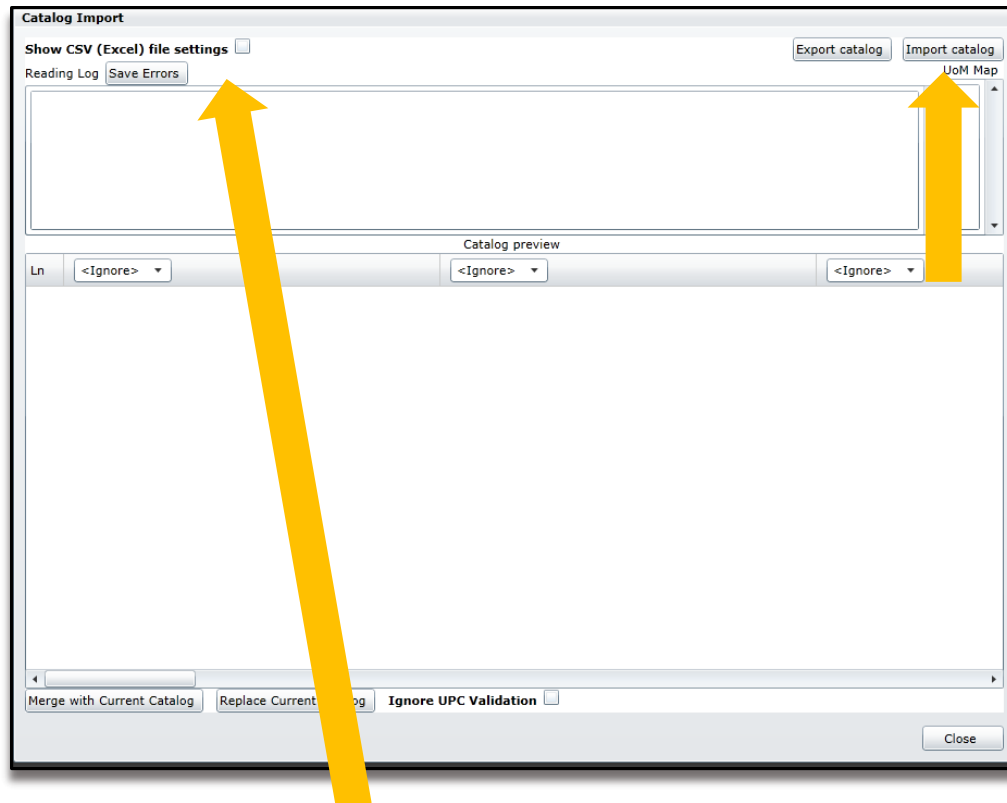 Catalog Import
Show CSV (Excel) file settings Export catalog Import catalog
Reading Log Save Errors UoM Map
Catalog preview
Ln <Ignore> <Ignore> <Ignore>
Merge with Current Catalog Replace Current Ignore UPC Validation
Close